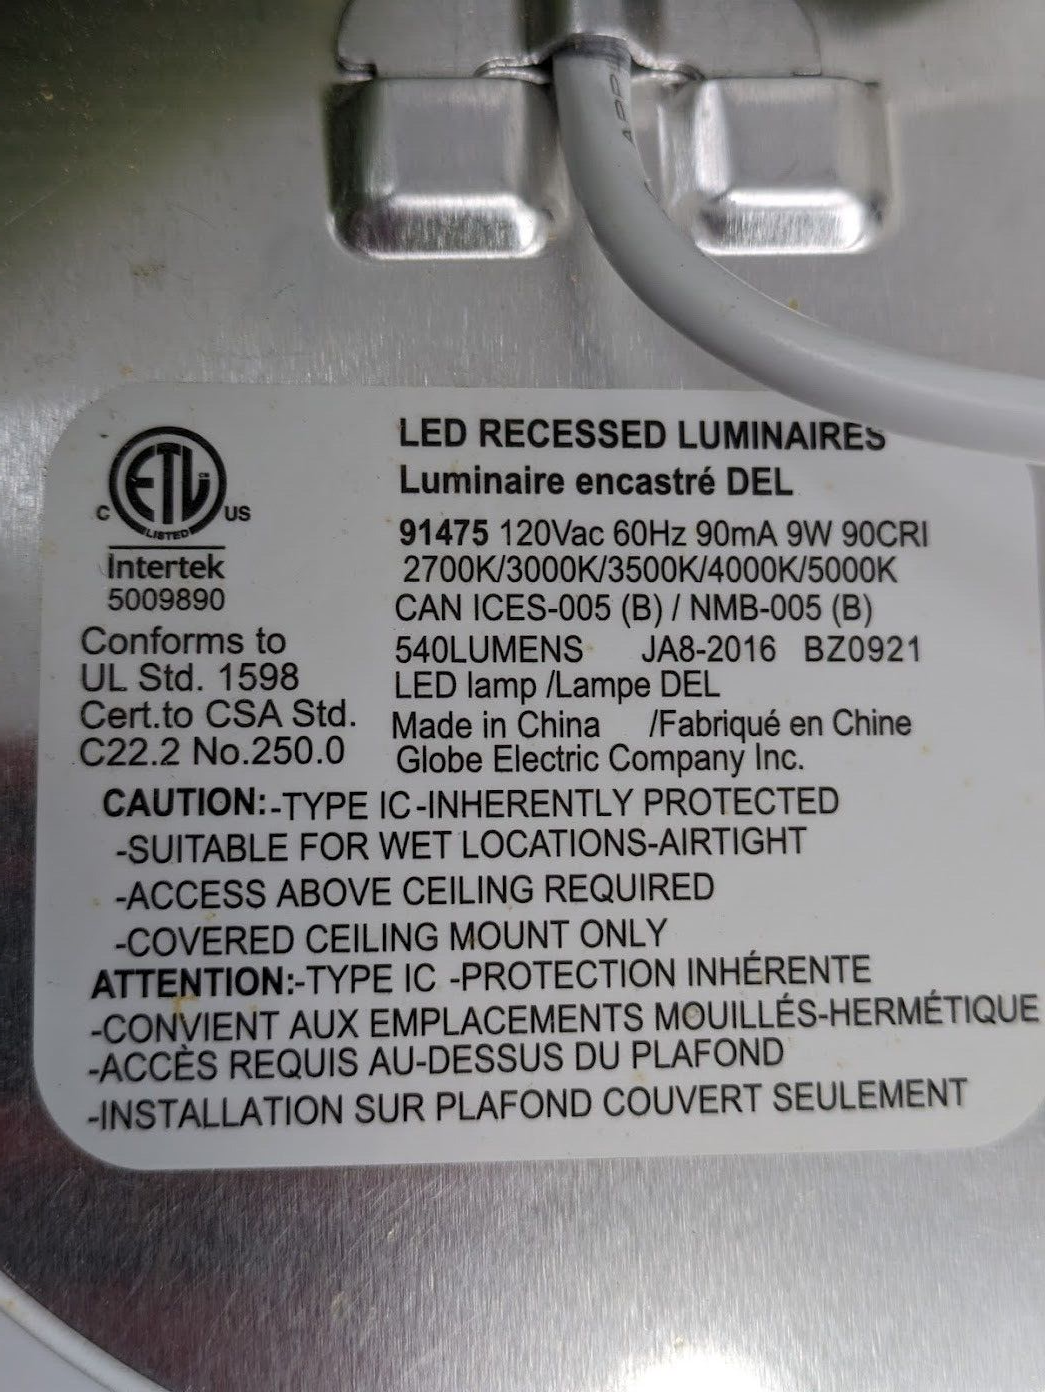 C ETL US
LISTED
Intertek
5009890
Conforms to
UL Std. 1598
Cert.to CSA Std.
C22.2 No.250.0
LED RECESSED LUMINAIRES
Luminaire encastré DEL
91475 120Vac 60Hz 90mA 9W 90CRI
2700K/3000K/3500K/4000K/5000K
CAN ICES-005 (B) / NMB-005 (B)
540LUMENS JA8-2016 BZ0921
LED lamp /Lampe DEL
Made in China /Fabriqué en Chine
Globe Electric Company Inc.
CAUTION:-TYPE IC-INHERENTLY PROTECTED
-SUITABLE FOR WET LOCATIONS-AIRTIGHT
-ACCESS ABOVE CEILING REQUIRED
-COVERED CEILING MOUNT ONLY
ATTENTION:-TYPE IC -PROTECTION INHÉRENTE
-CONVIENT AUX EMPLACEMENTS MOUILLÉS-HERMÉTIQUE
-ACCÈS REQUIS AU-DESSUS DU PLAFOND
-INSTALLATION SUR PLAFOND COUVERT SEULEMENT